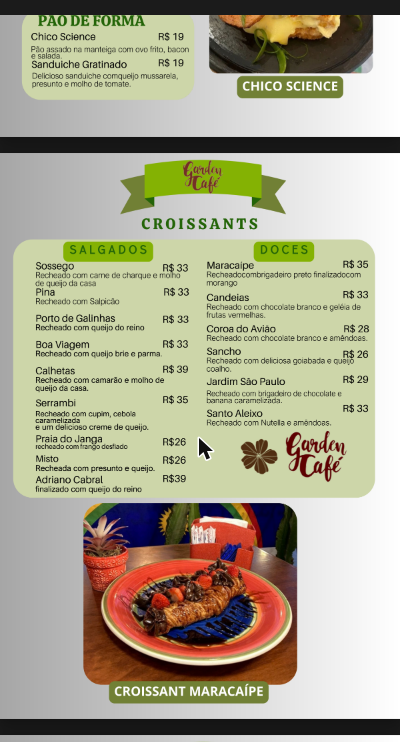 PÃO DE FORMA
Chico Science R$ 19
Pão assado na manteiga com ovo frito, bacon
e salada.
Sanduiche Gratinado R$ 19
Delicioso sanduiche comqueijo mussarela,
presunto e molho de tomate.
CHICO SCIENCE
Garden
Café
CROISSANTS
SALGADOS
Sossego R$ 33
Recheado com carne de charque e molho
de queijo da casa
Pina R$ 33
Recheado com Salpicão
Porto de Galinhas R$ 33
Recheado com queijo do reino
Boa Viagem R$ 33
Recheado com queijo brie e parma.
Calhetas R$ 39
Recheado com camarão e molho de
queijo da casa.
Serrambi R$ 35
Recheado com cupim, cebola
caramelizada
e um delicioso creme de queijo.
Praia do Janga R$26
recheado com frango desfiado
Misto R$26
Recheada com presunto e queijo.
Adriano Cabral R$39
finalizado com queijo do reino
DOCES
Maracaípe R$ 35
Recheadocombrigadeiro preto finalizadocom
morango
Candeias R$ 33
Recheado com chocolate branco e geléia de
frutas vermelhas.
Coroa do Avião R$ 28
Recheado com chocolate branco e amêndoas.
Sancho R$ 26
Recheado com deliciosa goiabada e queijo
coalho.
Jardim São Paulo R$ 29
Recheado com brigadeiro de chocolate e
banana caramelizada.
Santo Aleixo R$ 33
Recheado com Nutella e amêndoas.
Garden
Café
CROISSANT MARACAÍPE